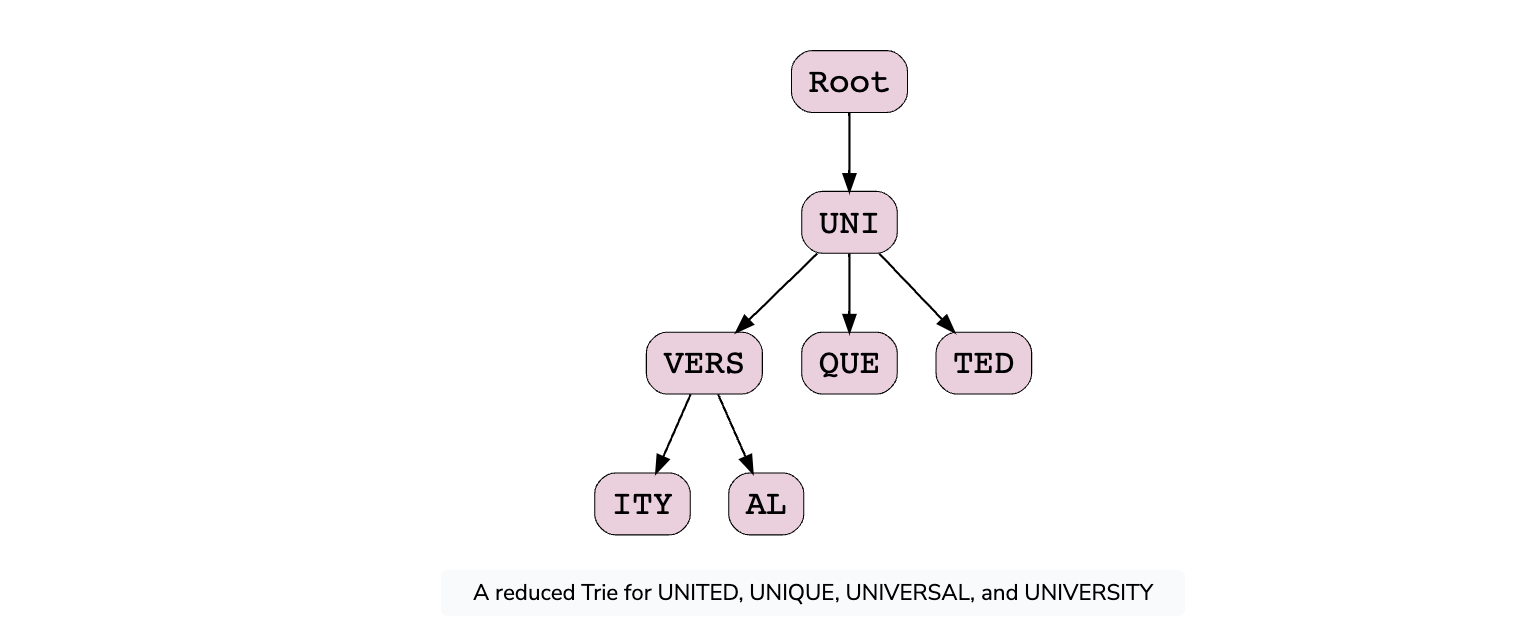 Root
UNI
VERS QUE TED
ITY AL
A reduced Trie for UNITED, UNIQUE, UNIVERSAL, and UNIVERSITY